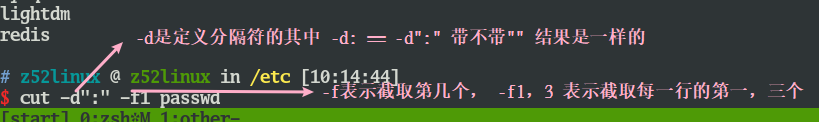 lightdm
redis
-d是定义分隔符的其中 -d: == -d":" 带不带"" 结果是一样的
# z52linux @ z52linux in /etc [10:14:44]
$ cut -d":" -f1 passwd
-f表示截取第几个， -f1，3 表示截取每一行的第一，三个
[start] 0:zsh*M 1:other-